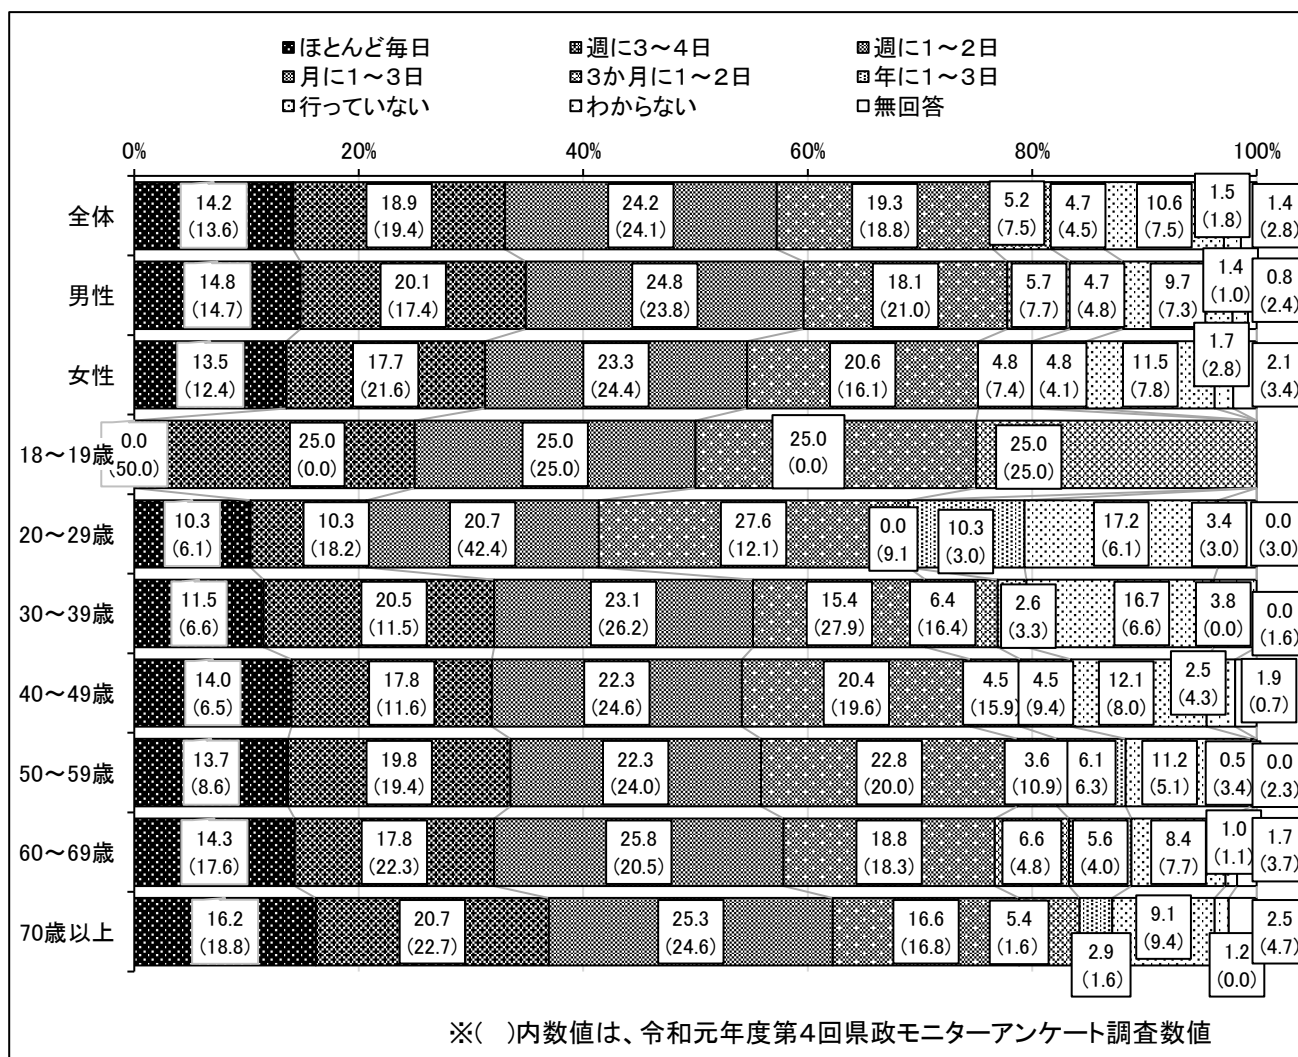 ほとんど毎日 週に3～4日 週に1～2日
月に1～3日 3か月に1～2日 年に1～3日
行っていない わからない 無回答
0% 20% 40% 60% 80% 100%
全体 14.2 (13.6) 18.9 (19.4) 24.2 (24.1) 19.3 (18.8) 5.2 (7.5) 4.7 (4.5) 10.6 (7.5) 1.5 (1.8) 1.4 (2.8)
男性 14.8 (14.7) 20.1 (17.4) 24.8 (23.8) 18.1 (21.0) 5.7 (7.7) 4.7 (4.8) 9.7 (7.3) 1.4 (1.0) 0.8 (2.4)
女性 13.5 (12.4) 17.7 (21.6) 23.3 (24.4) 20.6 (16.1) 4.8 (7.4) 4.8 (4.1) 11.5 (7.8) 1.7 (2.8) 2.1 (3.4)
18～19歳 0.0 (50.0) 25.0 (0.0) 25.0 (25.0) 25.0 (0.0) 25.0 (25.0)
20～29歳 10.3 (6.1) 10.3 (18.2) 20.7 (42.4) 27.6 (12.1) 0.0 (9.1 10.3 (3.0) 17.2 (6.1) 3.4 (3.0) 0.0 (3.0)
30～39歳 11.5 (6.6) 20.5 (11.5) 23.1 (26.2) 15.4 (27.9) 6.4 (16.4) 2.6 (3.3) 16.7 (6.6) 3.8 (0.0) 0.0 (1.6)
40～49歳 14.0 (6.5) 17.8 (11.6) 22.3 (24.6) 20.4 (19.6) 4.5 (15.9) 4.5 (9.4) 12.1 (8.0) 2.5 (4.3) 1.9 (0.7)
50～59歳 13.7 (8.6) 19.8 (19.4) 22.3 (24.0) 22.8 (20.0) 3.6 (10.9) 6.1 6.3) 11.2 (5.1) 0.5 (3.4) 0.0 (2.3)
60～69歳 14.3 (17.6) 17.8 (22.3) 25.8 (20.5) 18.8 (18.3) 6.6 (4.8) 5.6 (4.0) 8.4 (7.7) 1.0 (1.1) 1.7 (3.7)
70歳以上 16.2 (18.8) 20.7 (22.7) 25.3 (24.6) 16.6 (16.8) 5.4 (1.6) 2.9 (1.6) 9.1 (9.4) 1.2 (0.0) 2.5 (4.7)
※(　)内数値は、令和元年度第4回県政モニターアンケート調査数値